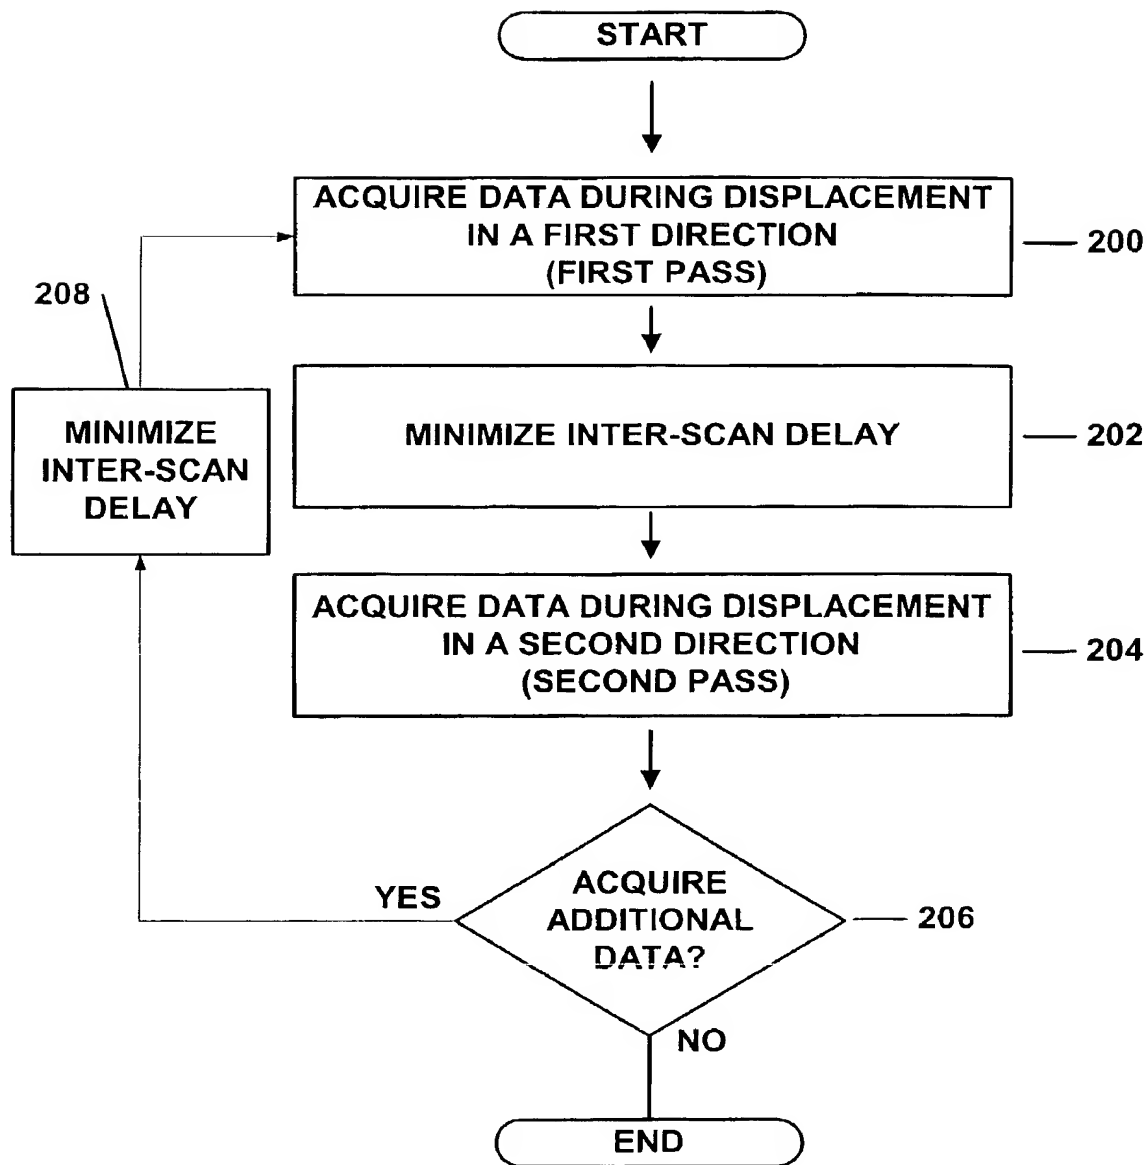 START
ACQUIRE DATA DURING DISPLACEMENT
IN A FIRST DIRECTION
(FIRST PASS)
200
208
MINIMIZE
INTER-SCAN
DELAY
MINIMIZE INTER-SCAN DELAY
202
ACQUIRE DATA DURING DISPLACEMENT
IN A SECOND DIRECTION
(SECOND PASS)
204
YES
ACQUIRE
ADDITIONAL
DATA?
206
NO
END